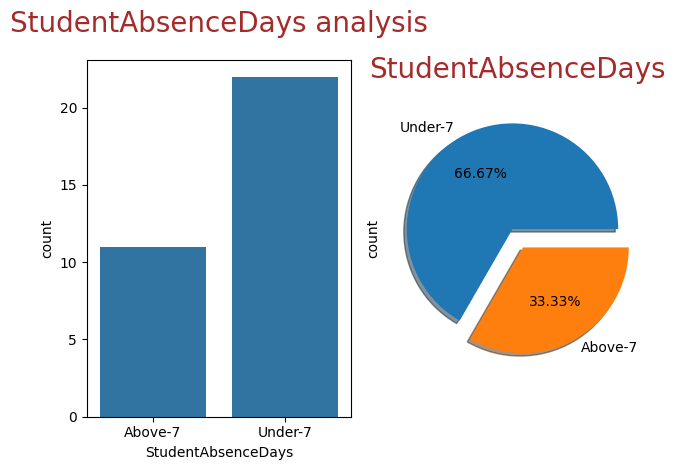 StudentAbsenceDays analysis
20
15
10
5
0
count
Above-7
Under-7
StudentAbsenceDays
StudentAbsenceDays
count
Under-7
66.67%
33.33%
Above-7